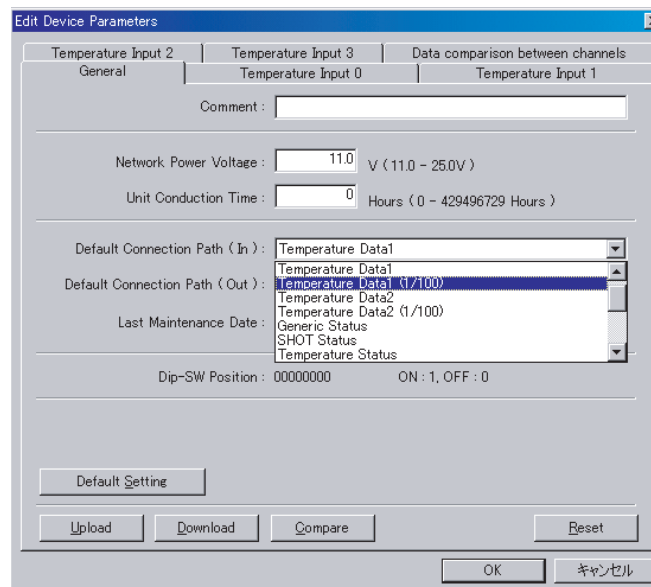 Edit Device Parameters
Temperature Input 2 Temperature Input 3 Data comparison between channels
General Temperature Input 0 Temperature Input 1
Comment :
Network Power Voltage : 11.0 V ( 11.0 - 25.0V )
Unit Conduction Time : 0 Hours ( 0 - 429496729 Hours )
Default Connection Path ( In ) : Temperature Data1
Temperature Data1
Default Connection Path ( Out ) : Temperature Data1 (1/100)
Temperature Data2
Temperature Data2 (1/100)
Last Maintenance Date : Generic Status
SHOT Status
Temperature Status
Dip-SW Position : 00000000 ON : 1, OFF : 0
Default Setting
Upload Download Compare Reset
OK キャンセル